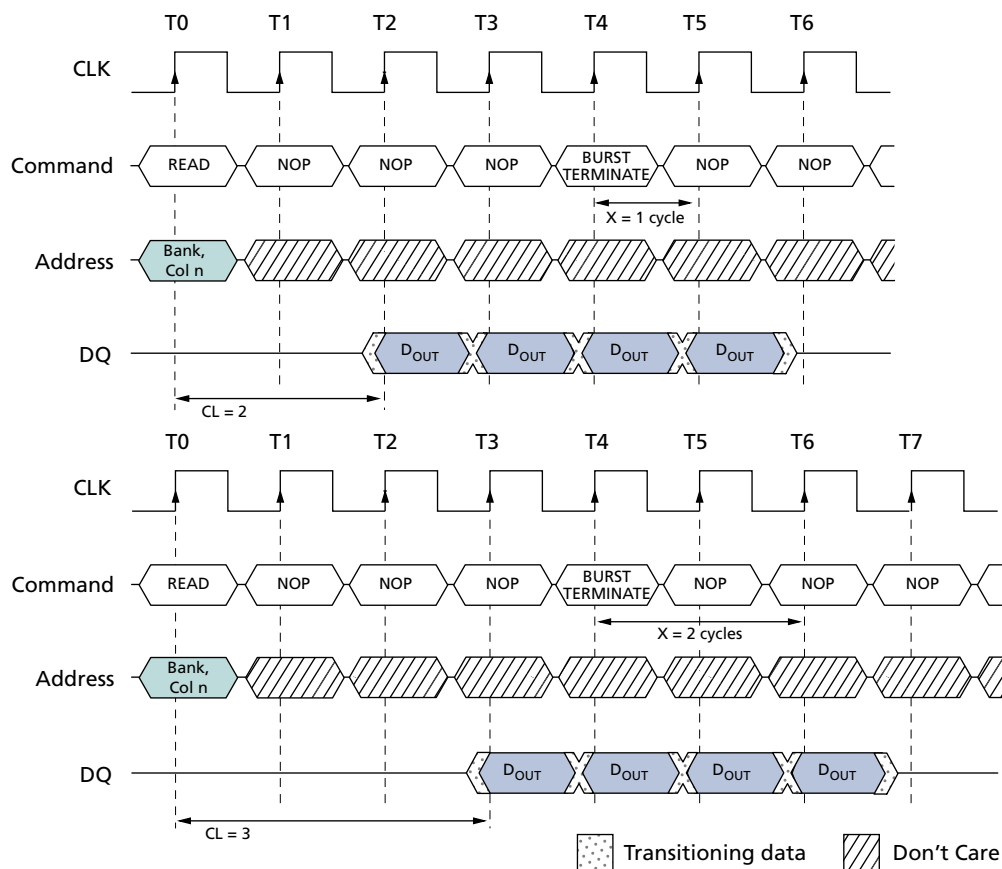 T0 T1 T2 T3 T4 T5 T6
CLK
Command READ NOP NOP NOP BURST TERMINATE NOP NOP
X = 1 cycle
Address Bank, Col n
DQ DOUT DOUT DOUT DOUT
CL = 2
T0 T1 T2 T3 T4 T5 T6 T7
CLK
Command READ NOP NOP NOP BURST TERMINATE NOP NOP NOP
X = 2 cycles
Address Bank, Col n
DQ DOUT DOUT DOUT DOUT
CL = 3
Transitioning data Don't Care